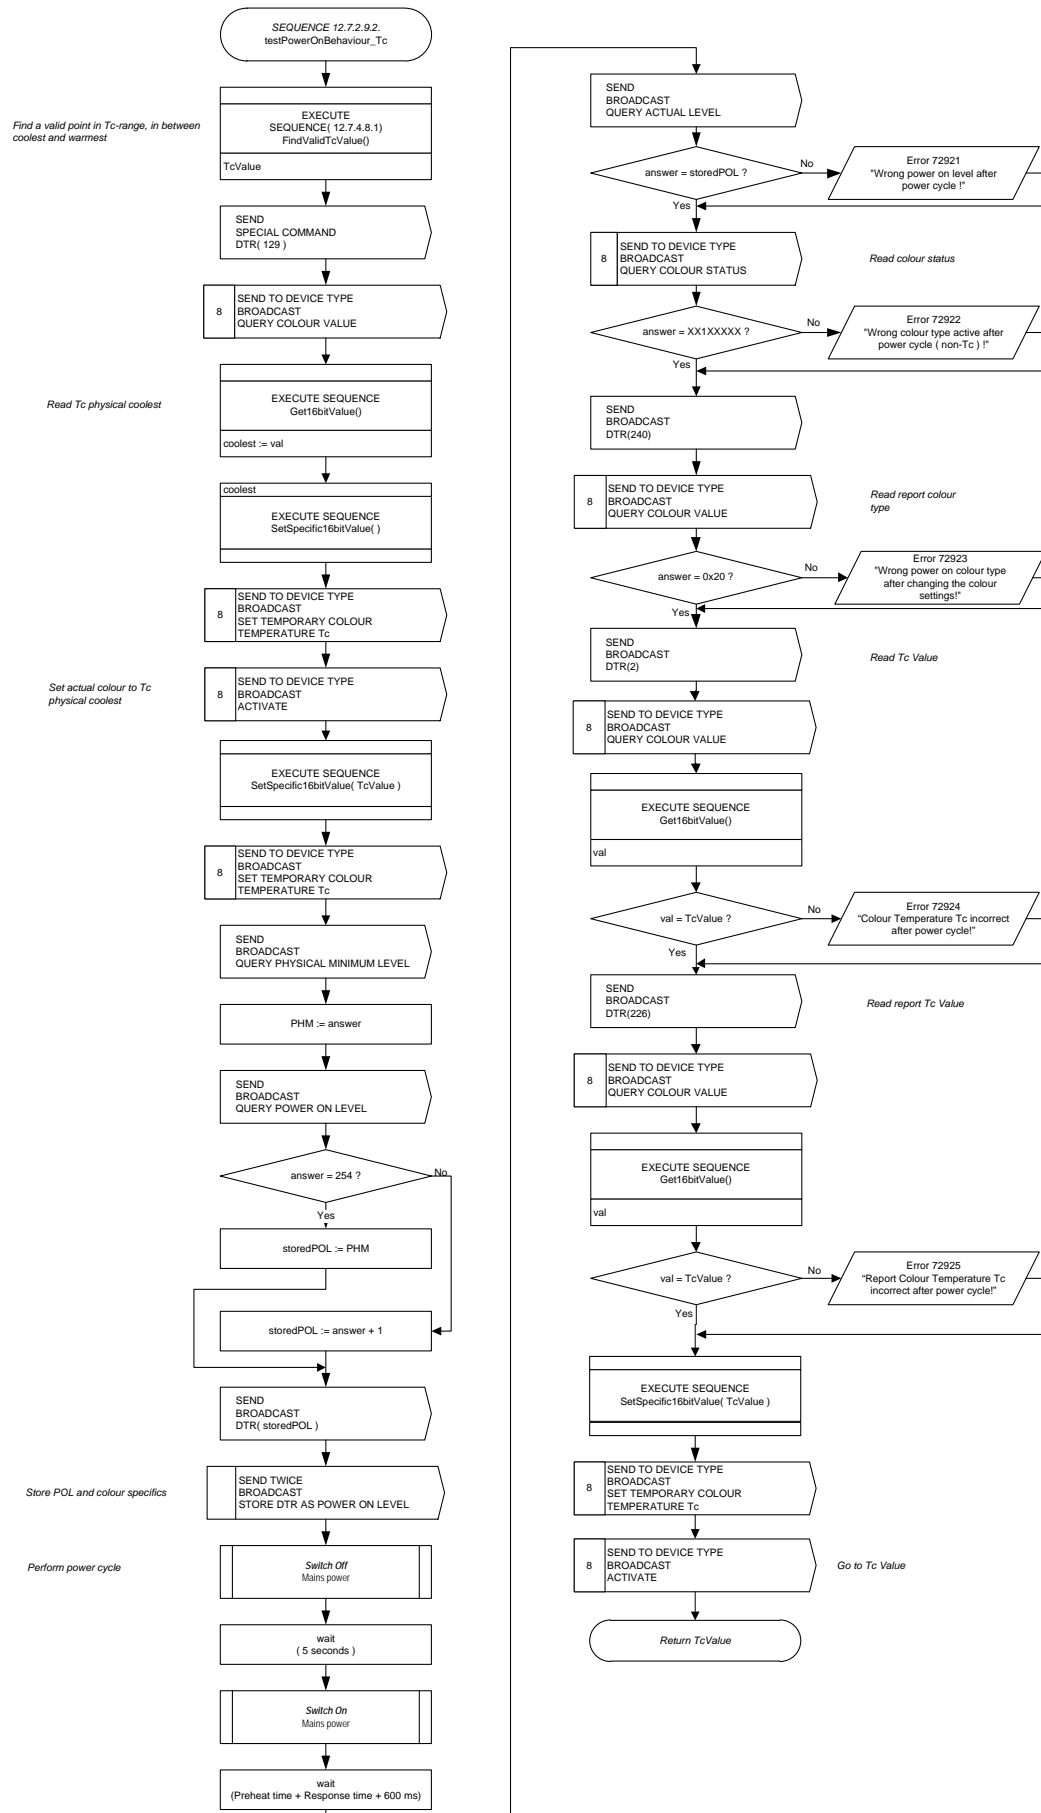 SEQUENCE 12.7.2.9.2.
testPowerOnBehaviour_Tc
Find a valid point in Tc-range, in between
coolest and warmest
EXECUTE
SEQUENCE( 12.7.4.8.1)
FindValidTcValue()
TcValue
SEND
SPECIAL COMMAND
DTR( 129 )
8
SEND TO DEVICE TYPE
BROADCAST
QUERY COLOUR VALUE
Read Tc physical coolest
EXECUTE SEQUENCE
Get16bitValue()
coolest := val
coolest
EXECUTE SEQUENCE
SetSpecific16bitValue( )
8
SEND TO DEVICE TYPE
BROADCAST
SET TEMPORARY COLOUR
TEMPERATURE Tc
Set actual colour to Tc
physical coolest
8
SEND TO DEVICE TYPE
BROADCAST
ACTIVATE
EXECUTE SEQUENCE
SetSpecific16bitValue( TcValue )
8
SEND TO DEVICE TYPE
BROADCAST
SET TEMPORARY COLOUR
TEMPERATURE Tc
SEND
BROADCAST
QUERY PHYSICAL MINIMUM LEVEL
PHM := answer
SEND
BROADCAST
QUERY POWER ON LEVEL
answer = 254 ?
No
Yes
storedPOL := PHM
storedPOL := answer + 1
SEND
BROADCAST
DTR( storedPOL )
Store POL and colour specifics
SEND TWICE
BROADCAST
STORE DTR AS POWER ON LEVEL
Perform power cycle
Switch Off
Mains power
wait
( 5 seconds )
Switch On
Mains power
wait
(Preheat time + Response time + 600 ms)
SEND
BROADCAST
QUERY ACTUAL LEVEL
answer = storedPOL ?
No
Error 72921
"Wrong power on level after
power cycle !"
Yes
8
SEND TO DEVICE TYPE
BROADCAST
QUERY COLOUR STATUS
Read colour status
answer = XX1XXXXX ?
No
Error 72922
"Wrong colour type active after
power cycle ( non-Tc ) !"
Yes
SEND
BROADCAST
DTR(240)
8
SEND TO DEVICE TYPE
BROADCAST
QUERY COLOUR VALUE
Read report colour
type
answer = 0x20 ?
No
Error 72923
"Wrong power on colour type
after changing the colour
settings!"
Yes
SEND
BROADCAST
DTR(2)
Read Tc Value
8
SEND TO DEVICE TYPE
BROADCAST
QUERY COLOUR VALUE
EXECUTE SEQUENCE
Get16bitValue()
val
val = TcValue ?
No
Error 72924
“Colour Temperature Tc incorrect
after power cycle!”
Yes
SEND
BROADCAST
DTR(226)
Read report Tc Value
8
SEND TO DEVICE TYPE
BROADCAST
QUERY COLOUR VALUE
EXECUTE SEQUENCE
Get16bitValue()
val
val = TcValue ?
No
Error 72925
“Report Colour Temperature Tc
incorrect after power cycle!”
Yes
EXECUTE SEQUENCE
SetSpecific16bitValue( TcValue )
8
SEND TO DEVICE TYPE
BROADCAST
SET TEMPORARY COLOUR
TEMPERATURE Tc
8
SEND TO DEVICE TYPE
BROADCAST
ACTIVATE
Go to Tc Value
Return TcValue